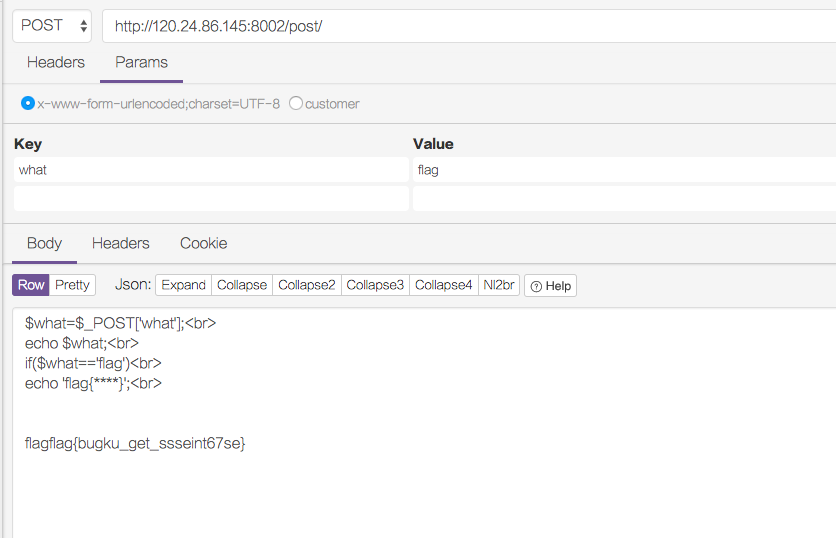 POST http://120.24.86.145:8002/post/
Headers Params
x-www-form-urlencoded;charset=UTF-8 customer
Key Value
what flag
Body Headers Cookie
Row Pretty Json: Expand Collapse Collapse2 Collapse3 Collapse4 Nl2br Help
$what=$_POST['what'];<br>
echo $what;<br>
if($what=='flag')<br>
echo 'flag{****}';<br>
flagflag{bugku_get_ssseint67se}